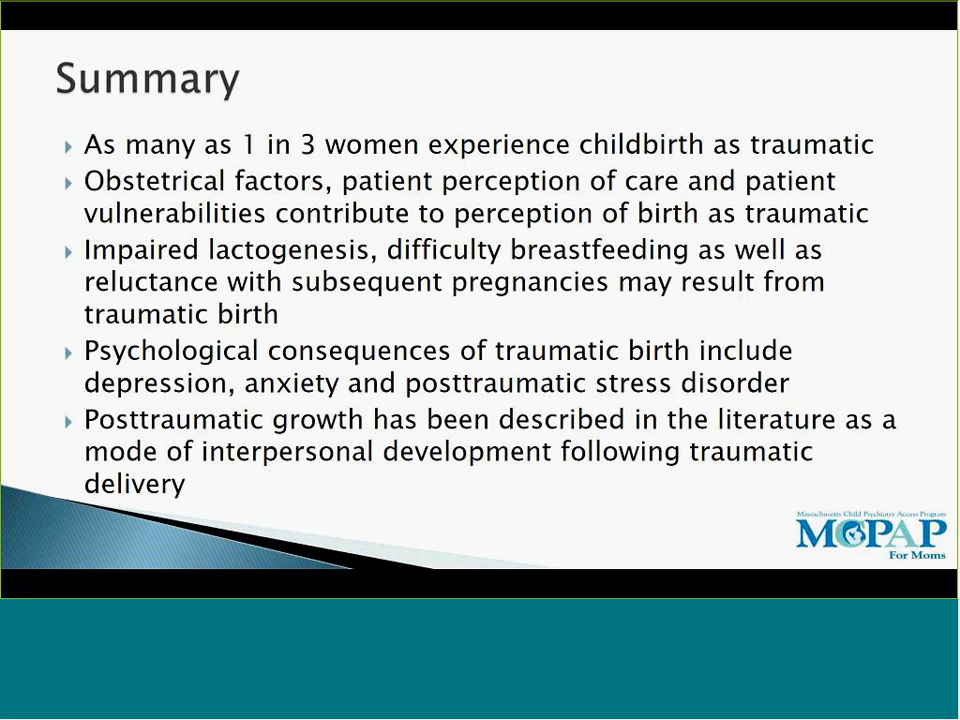 Summary
As many as 1 in 3 women experience childbirth as traumatic
Obstetrical factors, patient perception of care and patient
vulnerabilities contribute to perception of birth as traumatic
Impaired lactogenesis, difficulty breastfeeding as well as
reluctance with subsequent pregnancies may result from
traumatic birth
Psychological consequences of traumatic birth include
depression, anxiety and posttraumatic stress disorder
Posttraumatic growth has been described in the literature as a
mode of interpersonal development following traumatic
delivery
Massachusetts Child Psychiatry Access Program
MCPAP
For Moms